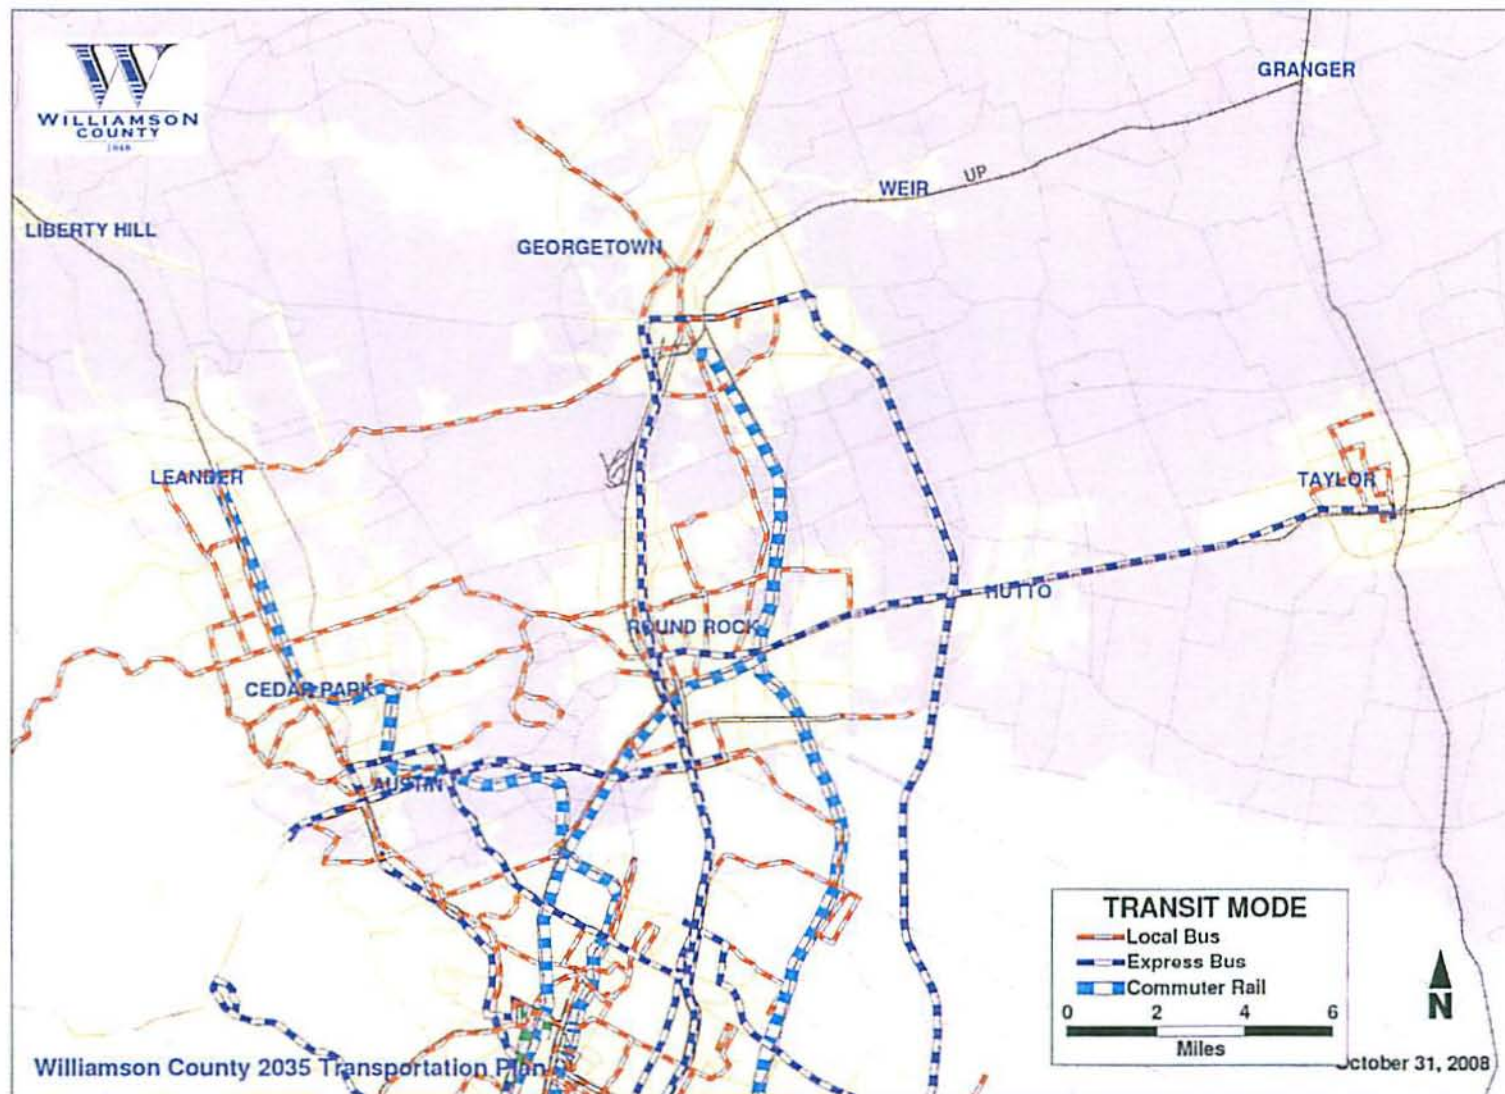 WILLIAMSON
COUNTY
1848
GRANGER
UP
WEIR
LIBERTY HILL
GEORGETOWN
LEANDER
TAYLOR
HUTTO
ROUND ROCK
CEDAR PARK
AUSTIN
TRANSIT MODE
Local Bus
Express Bus
Commuter Rail
0 2 4 6
Miles
N
Williamson County 2035 Transportation Plan
October 31, 2008